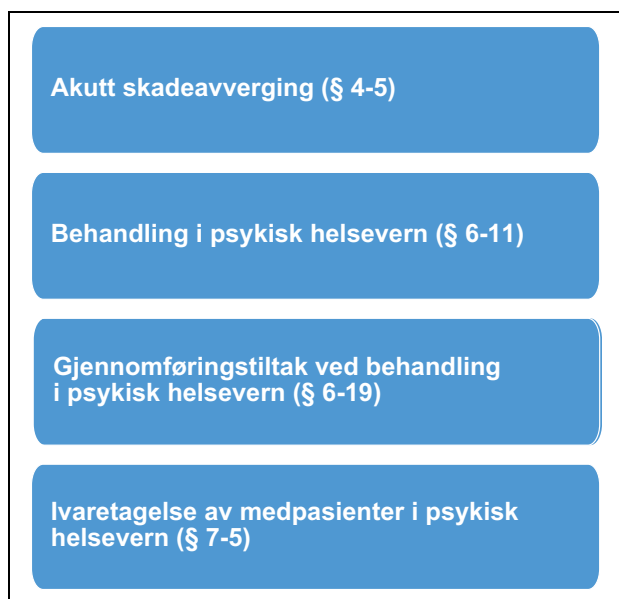 Akutt skadeavverging (§ 4-5)
Behandling i psykisk helsevern (§ 6-11)
Gjennomføringstiltak ved behandling
i psykisk helsevern (§ 6-19)
Ivaretagelse av medpasienter i psykisk
helsevern (§ 7-5)